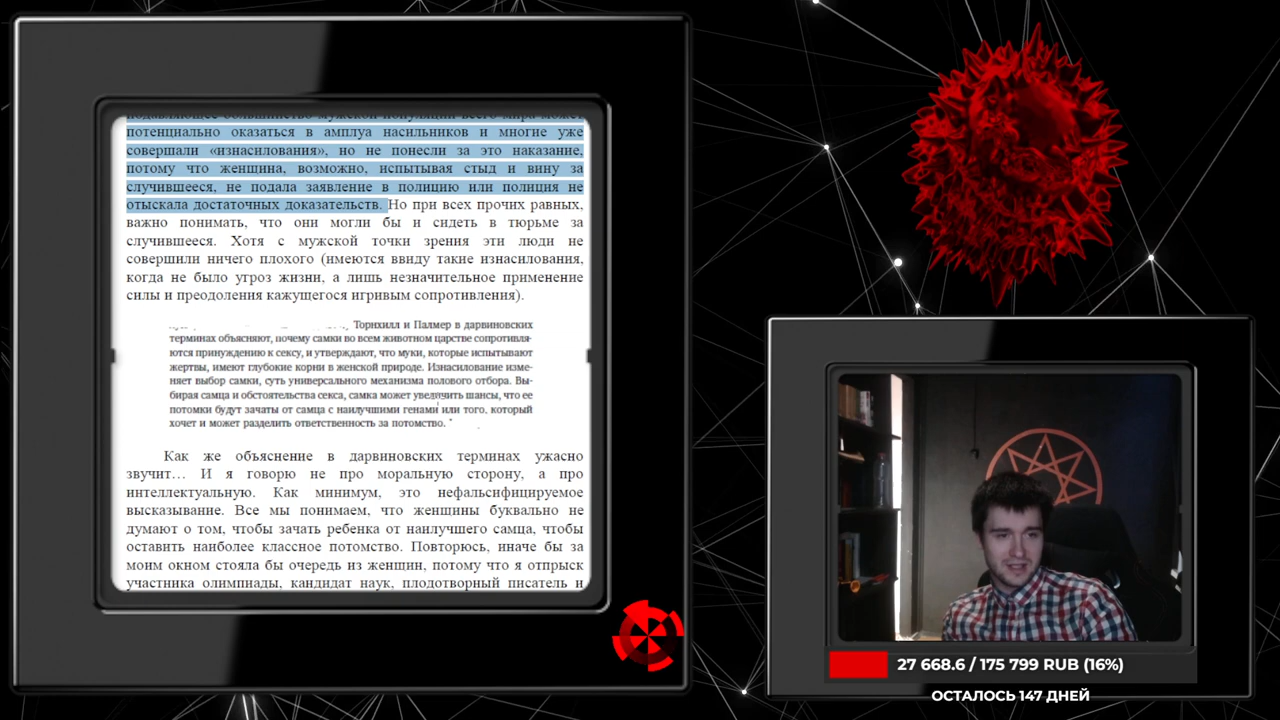 подавляющее большинство мужской популяции всего мира может
потенциально оказаться в амплуа насильников и многие уже
совершали «изнасилования», но не понесли за это наказание,
потому что женщина, возможно, испытывая стыд и вину за
случившееся, не подала заявление в полицию или полиция не
отыскала достаточных доказательств. Но при всех прочих равных,
важно понимать, что они могли бы и сидеть в тюрьме за
случившееся. Хотя с мужской точки зрения эти люди не
совершили ничего плохого (имеются ввиду такие изнасилования,
когда не было угроз жизни, а лишь незначительное применение
силы и преодоления кажущегося игривым сопротивления).
Торнхилл и Палмер в дарвиновских
терминах объясняют, почему самки во всем животном царстве сопротивля-
ются принуждению к сексу, и утверждают, что муки, которые испытывают
жертвы, имеют глубокие корни в женской природе. Изнасилование изме-
няет выбор самки, суть универсального механизма полового отбора. Вы-
бирая самца и обстоятельства секса, самка может увеличить шансы, что ее
потомки будут зачаты от самца с наилучшими генами или того, который
хочет и может разделить ответственность за потомство.
Как же объяснение в дарвиновских терминах ужасно
звучит… И я говорю не про моральную сторону, а про
интеллектуальную. Как минимум, это нефальсифицируемое
высказывание. Все мы понимаем, что женщины буквально не
думают о том, чтобы зачать ребенка от наилучшего самца, чтобы
оставить наиболее классное потомство. Повторюсь, иначе бы за
моим окном стояла бы очередь из женщин, потому что я отпрыск
участника олимпиады, кандидат наук, плодотворный писатель и
27 668.6 / 175 799 RUB (16%)
ОСТАЛОСЬ 147 ДНЕЙ